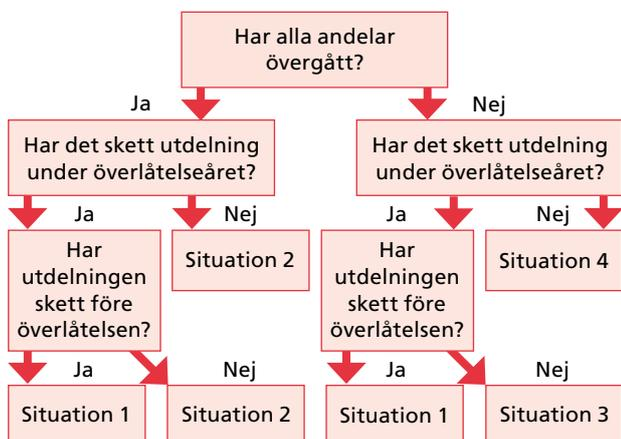 Har alla andelar
övergått?
Ja
Nej
Har det skett utdelning
under överlåtelseåret?
Har det skett utdelning
under överlåtelseåret?
Ja
Nej
Ja
Nej
Har
utdelningen
skett före
överlåtelsen?
Situation 2
Har
utdelningen
skett före
överlåtelsen?
Situation 4
Ja
Nej
Ja
Nej
Situation 1
Situation 2
Situation 1
Situation 3